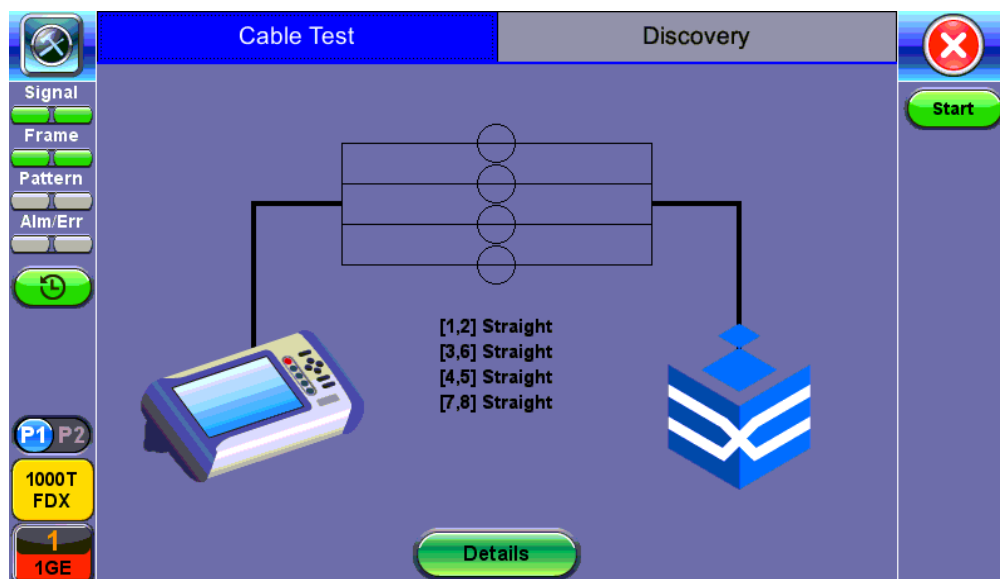 Cable Test
Discovery
Signal
Frame
Pattern
Alm/Err
Start
[1,2] Straight
[3,6] Straight
[4,5] Straight
[7,8] Straight
P1 P2
1000T
FDX
1
1GE
Details